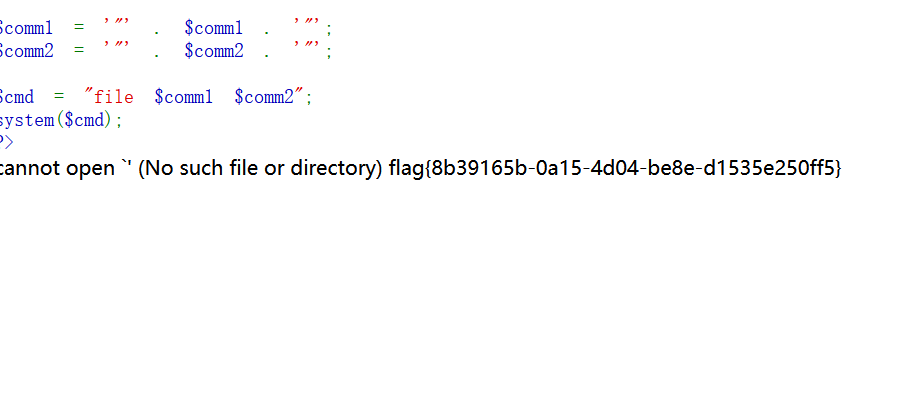 $comm1 = '"' . $comm1 . '"';
$comm2 = '"' . $comm2 . '"';
$cmd = "file $comm1 $comm2";
system($cmd);
?>
cannot open `' (No such file or directory) flag{8b39165b-0a15-4d04-be8e-d1535e250ff5}